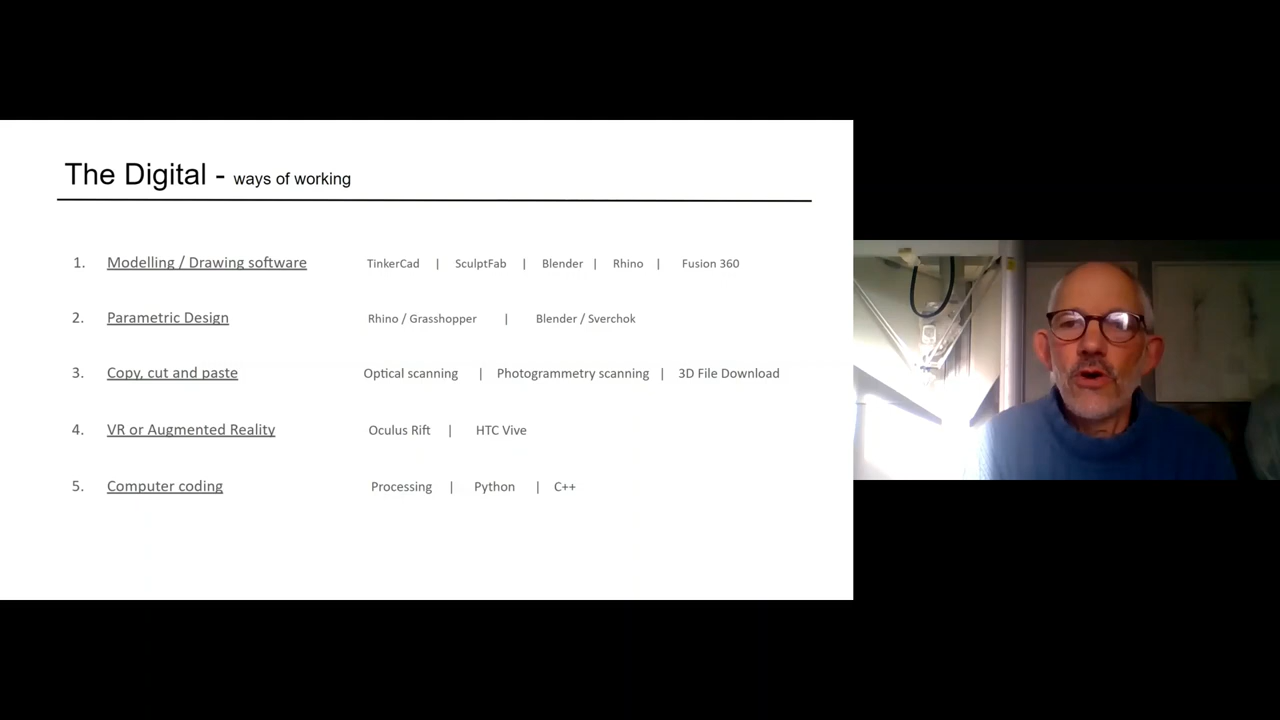 The Digital - ways of working
1. Modelling / Drawing software TinkerCad | SculptFab | Blender | Rhino | Fusion 360
2. Parametric Design Rhino / Grasshopper | Blender / Sverchok
3. Copy, cut and paste Optical scanning | Photogrammetry scanning | 3D File Download
4. VR or Augmented Reality Oculus Rift | HTC Vive
5. Computer coding Processing | Python | C++